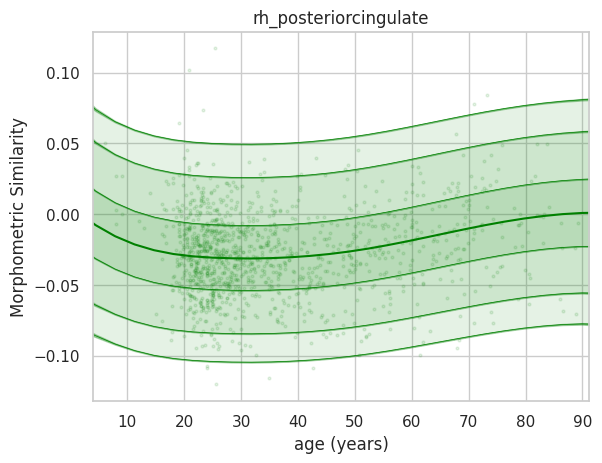 rh_posteriorcingulate
Morphometric Similarity
0.10
0.05
0.00
−0.05
−0.10
10 20 30 40 50 60 70 80 90
age (years)